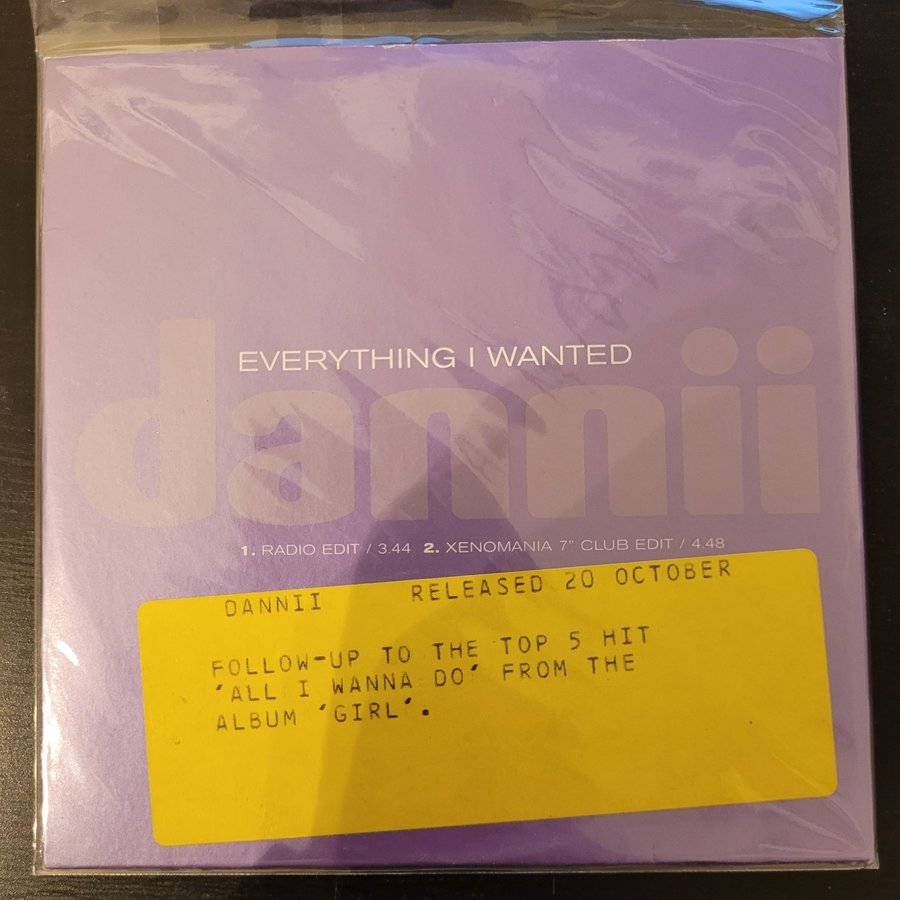 EVERYTHING I WANTED
dannii
1. RADIO EDIT / 3.44 2. XENOMANIA 7" CLUB EDIT / 4.48
DANNII RELEASED 20 OCTOBER
FOLLOW-UP TO THE TOP 5 HIT
'ALL I WANNA DO' FROM THE
ALBUM 'GIRL'.